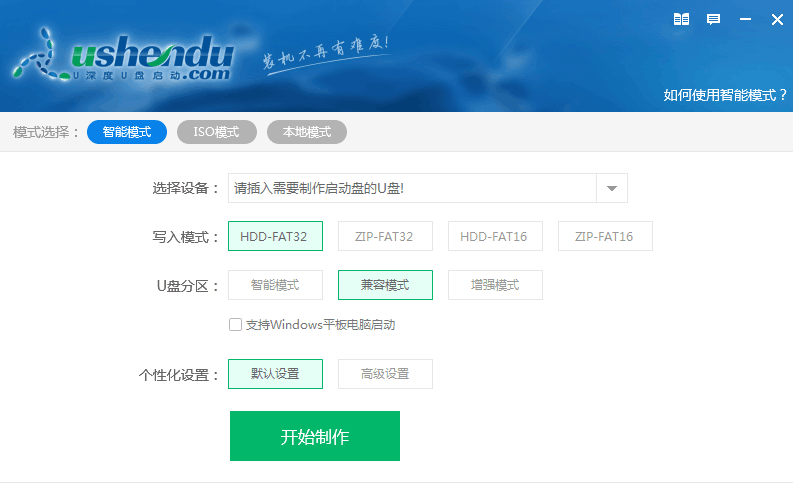 ushendu.com
U深度U盘启动
装机不再有难度!
如何使用智能模式？
模式选择： 智能模式 ISO模式 本地模式
选择设备： 请插入需要制作启动盘的U盘!
写入模式： HDD-FAT32 ZIP-FAT32 HDD-FAT16 ZIP-FAT16
U盘分区： 智能模式 兼容模式 增强模式
支持Windows平板电脑启动
个性化设置： 默认设置 高级设置
开始制作